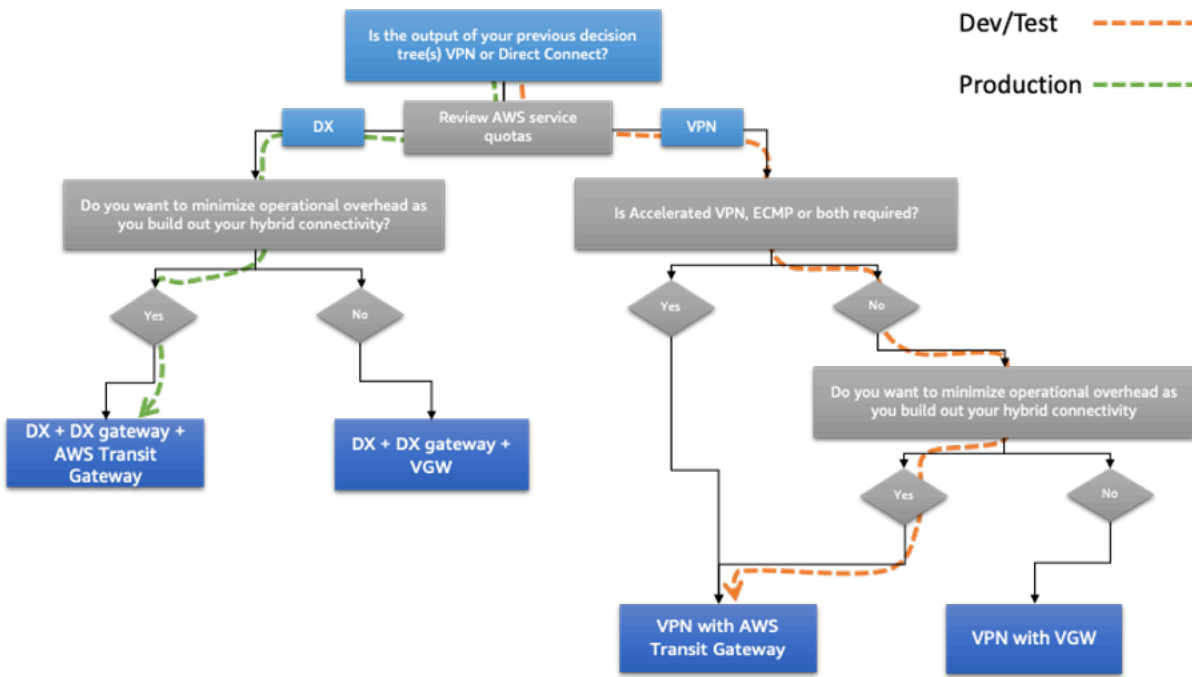 Is the output of your previous decision
tree(s) VPN or Direct Connect?
Dev/Test
Production
DX
Review AWS service
quotas
VPN
Do you want to minimize operational overhead as
you build out your hybrid connectivity?
Is Accelerated VPN, ECMP or both required?
Yes
No
Yes
No
Do you want to minimize operational overhead as
you build out your hybrid connectivity
DX + DX gateway +
AWS Transit
Gateway
DX + DX gateway +
VGW
Yes
No
VPN with AWS
Transit Gateway
VPN with VGW